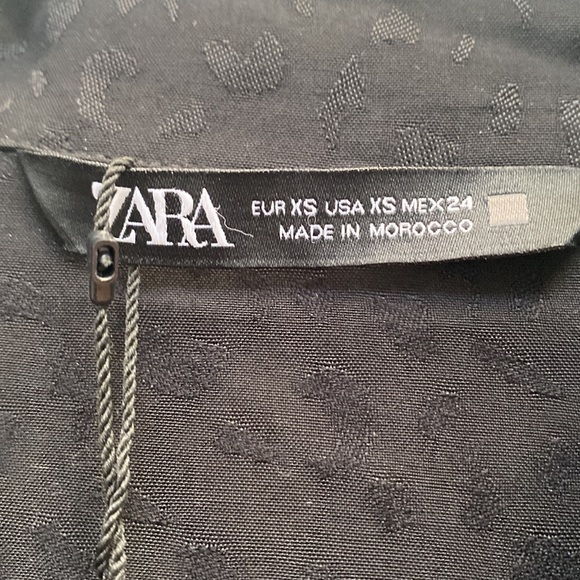 ZARA
EUR XS USA XS MEX 24
MADE IN MOROCCO